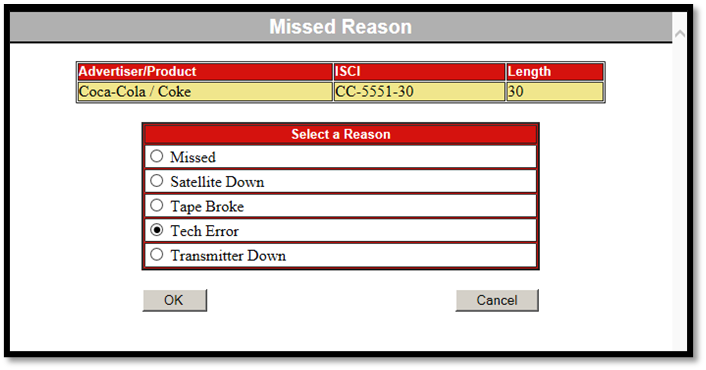 Missed Reason
Advertiser/Product ISCI Length
Coca-Cola / Coke CC-5551-30 30
Select a Reason
Missed
Satellite Down
Tape Broke
Tech Error
Transmitter Down
OK Cancel